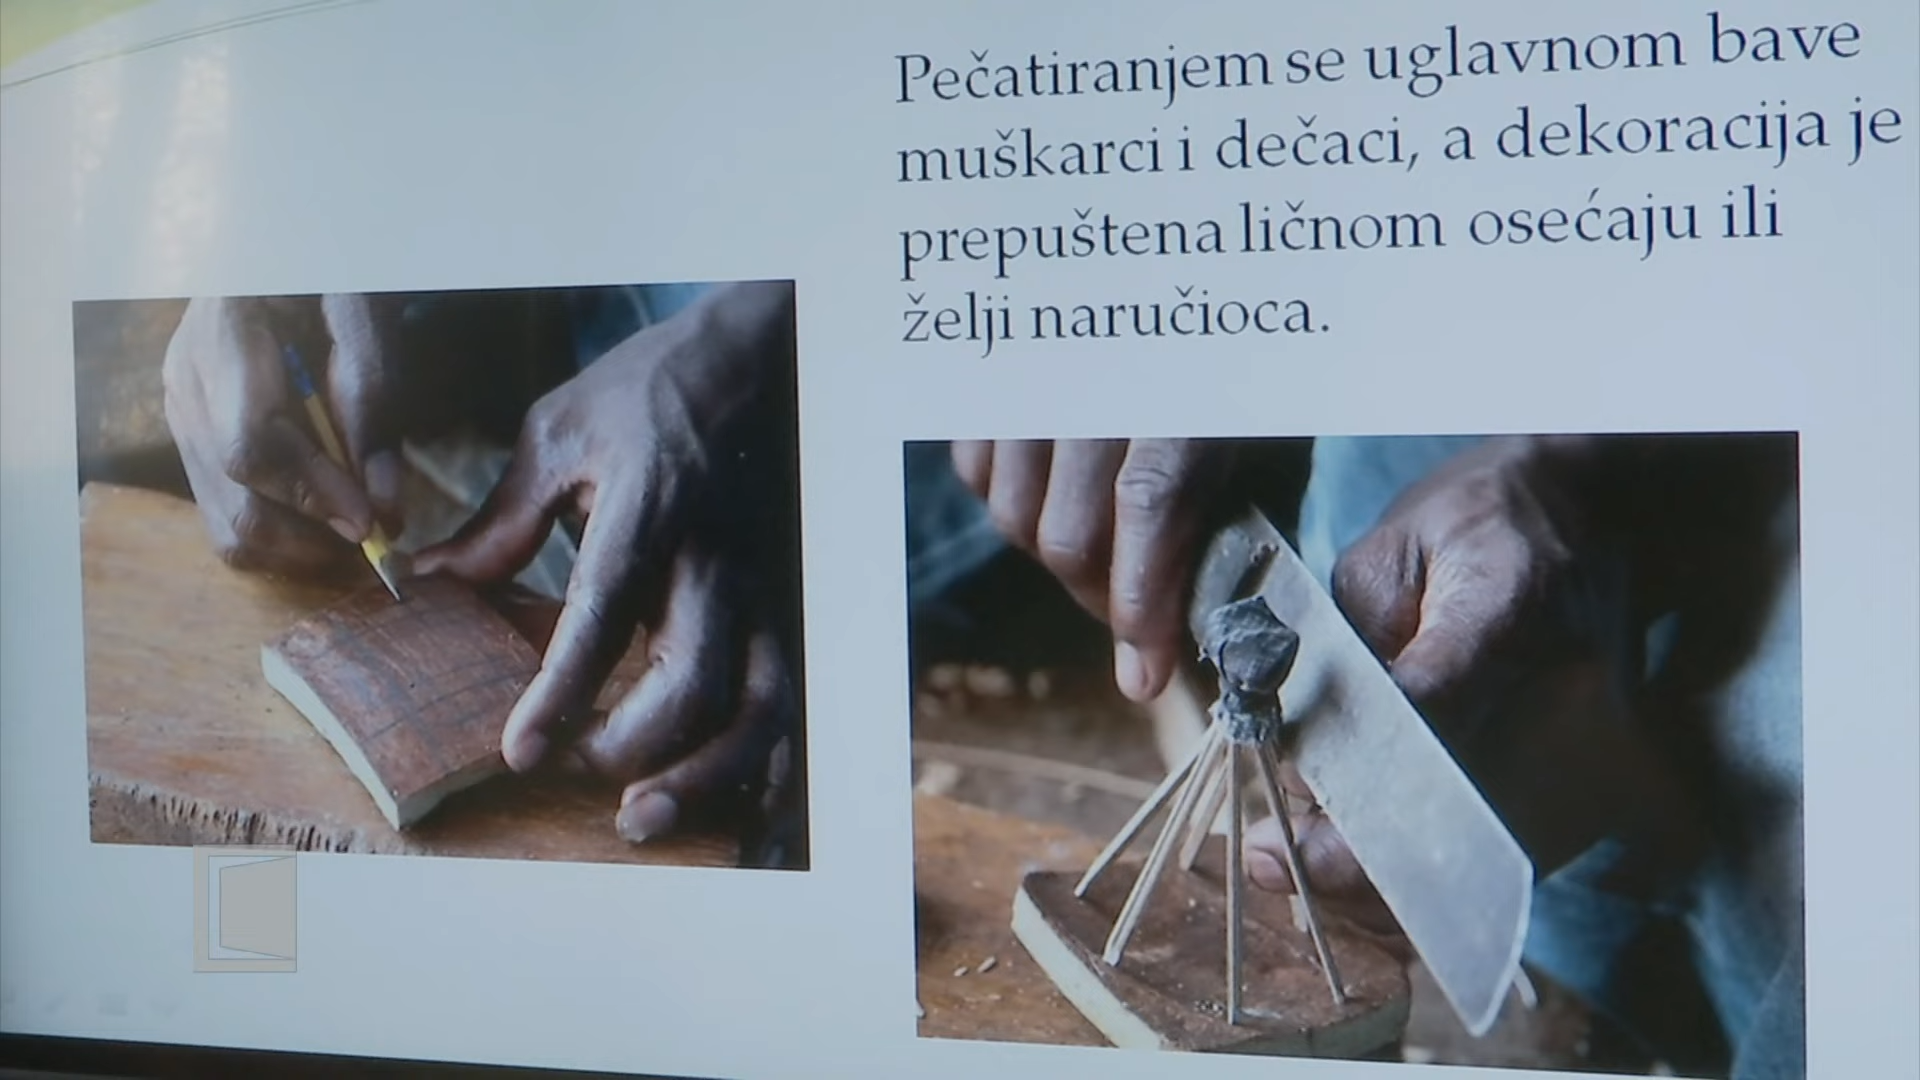 Pečatiranjem se uglavnom bave
muškarci i dečaci, a dekoracija je
prepuštena ličnom osećaju ili
želji naručioca.